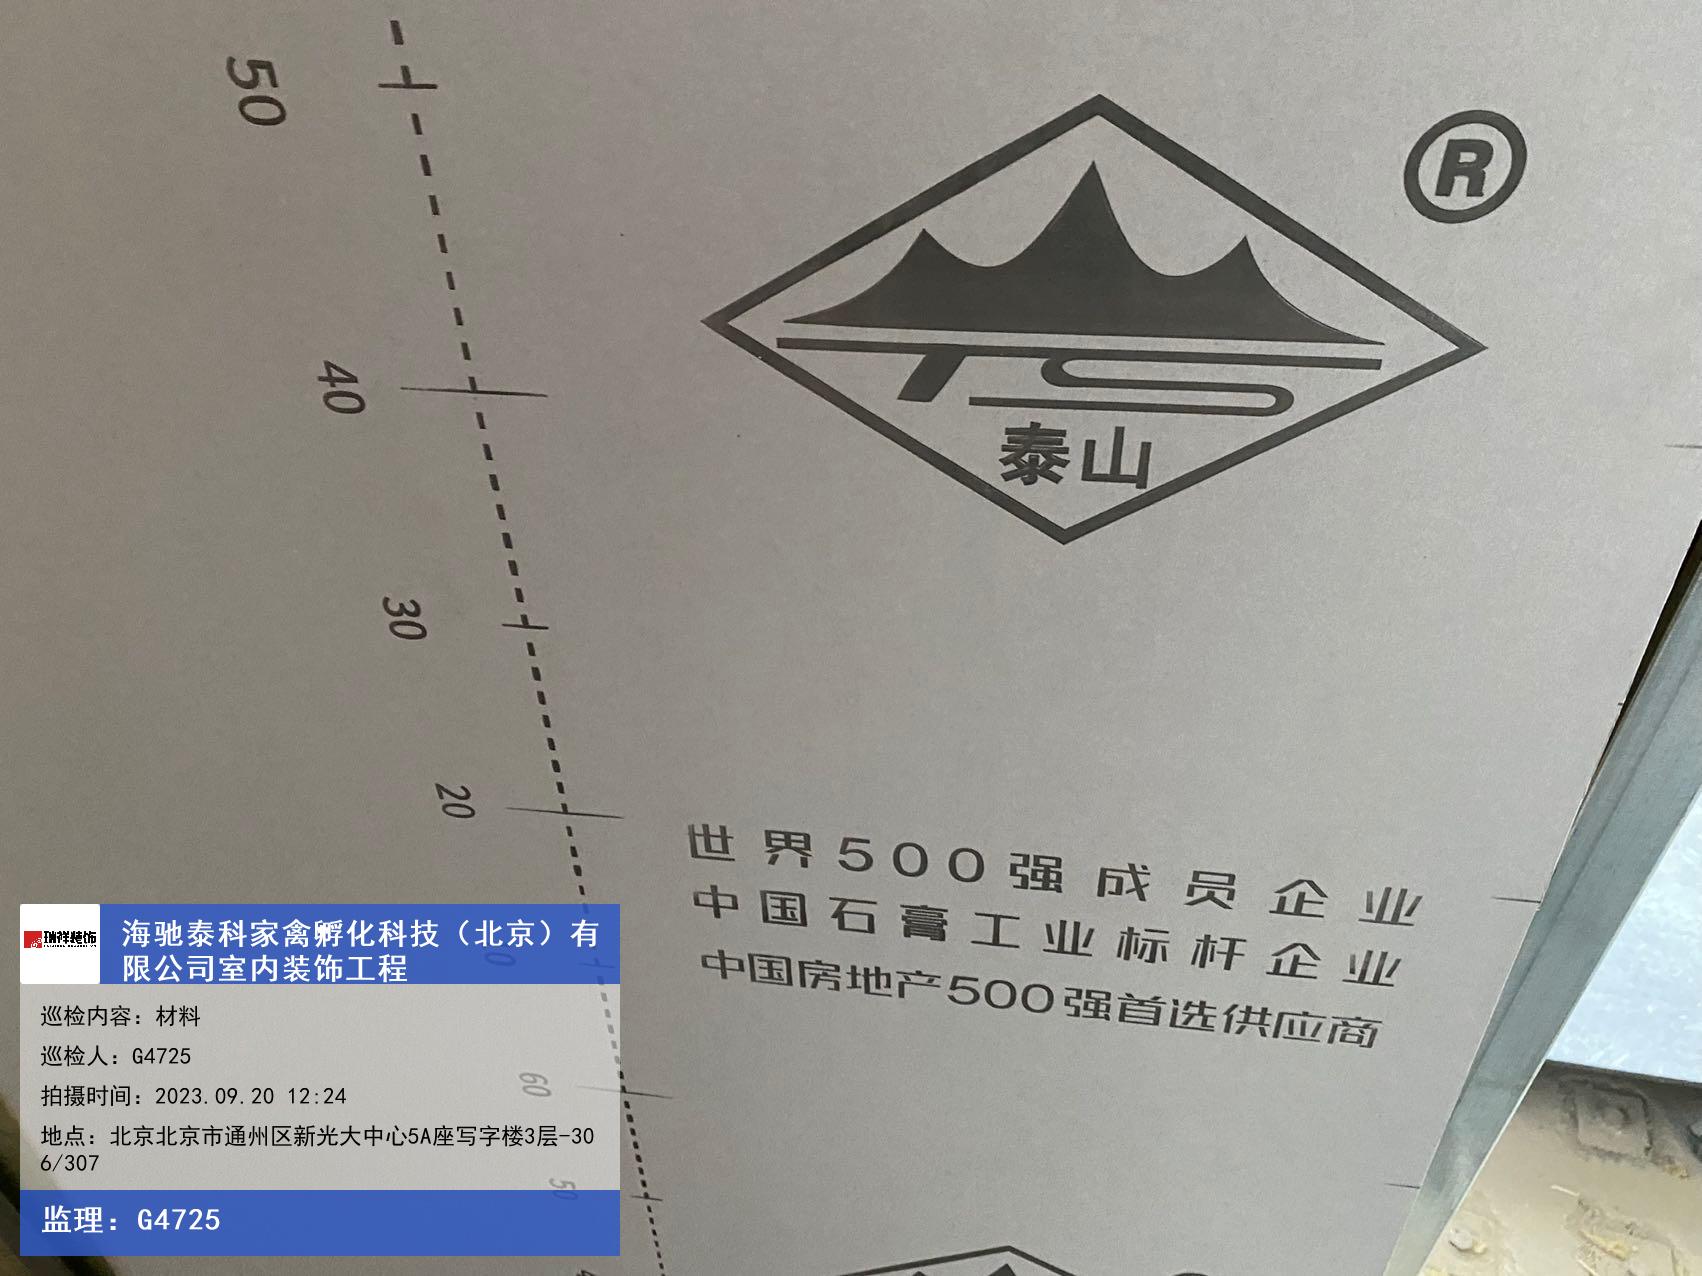 50
®
40
TS
泰山
30
20
世界500强成员企业
中国石膏工业标杆企业
中国房地产500强首选供应商
60
50
瑞祥装饰
海驰泰科家禽孵化科技（北京）有
限公司室内装饰工程
巡检内容：材料
巡检人：G4725
拍摄时间：2023.09.20 12:24
地点：北京北京市通州区新光大中心5A座写字楼3层-30
6/307
监理：G4725